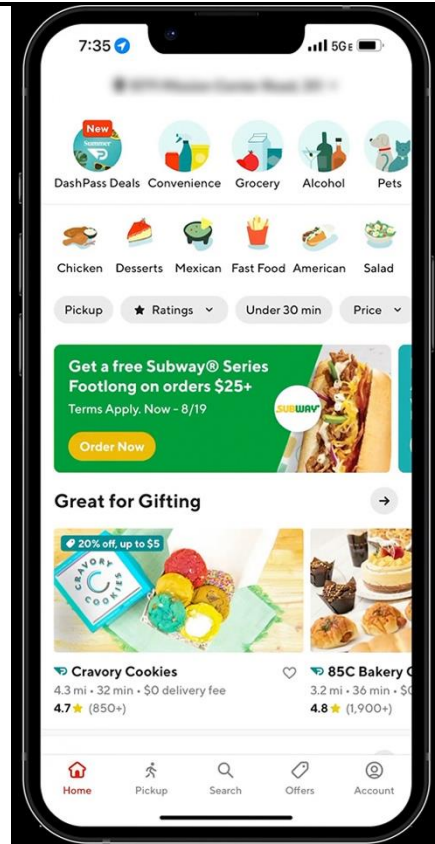 7:35
5GE
New
Summer
DashPass Deals Convenience Grocery Alcohol Pets
Chicken Desserts Mexican Fast Food American Salad
Pickup ★ Ratings Under 30 min Price
Get a free Subway® Series
Footlong on orders $25+
Terms Apply. Now - 8/19
SUBWAY
Order Now
Great for Gifting
20% off, up to $5
CRAVORY
COOKIES
Cravory Cookies
4.3 mi • 32 min • $0 delivery fee
4.7 ★ (850+)
85C Bakery C
3.2 mi • 36 min • $0
4.8 ★ (1,900+)
Home Pickup Search Offers Account